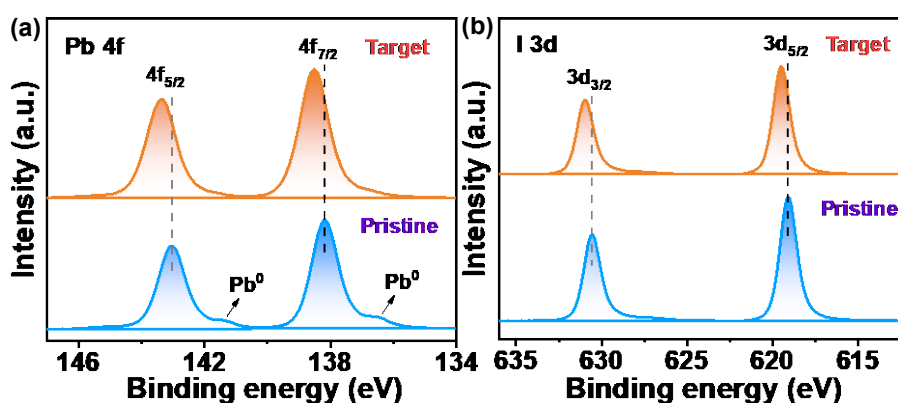 (a)
Pb 4f
4f5/2
4f7/2
Target
Pristine
Pb⁰
Pb⁰
Intensity (a.u.)
146
142
138
134
Binding energy (eV)
(b)
I 3d
3d3/2
3d5/2
Target
Pristine
Intensity (a.u.)
635
630
625
620
615
Binding energy (eV)